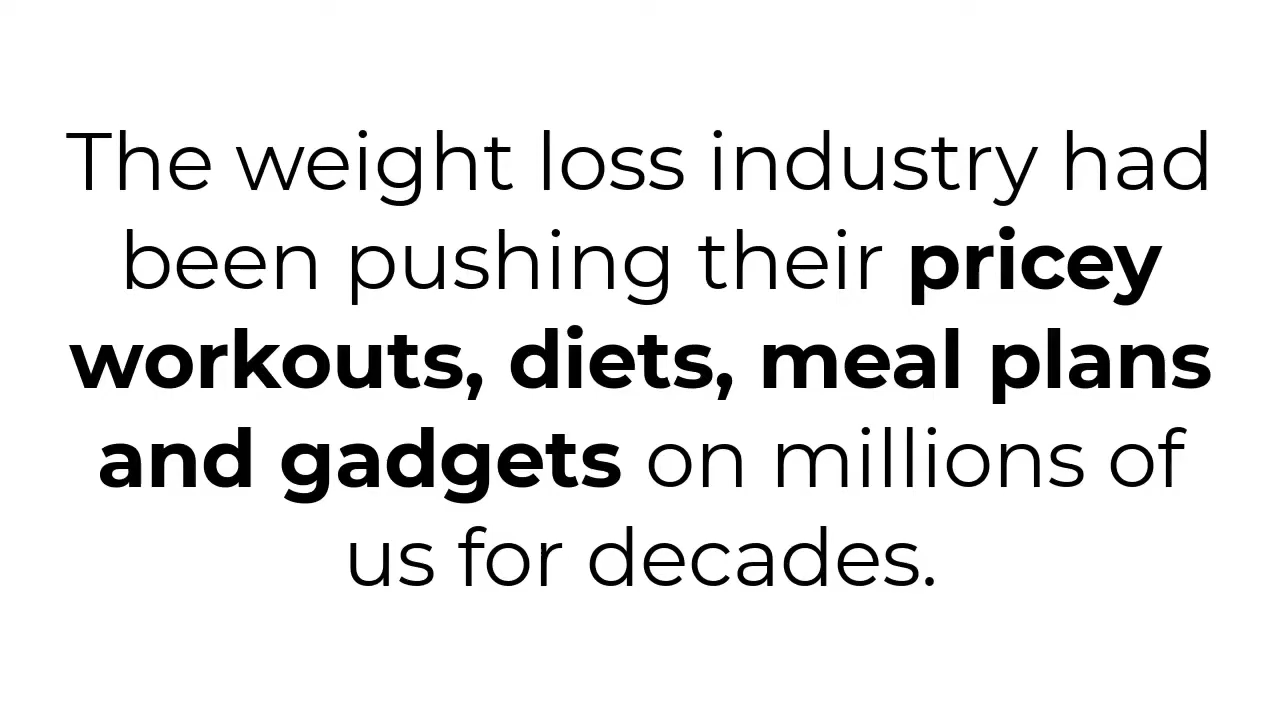 The weight loss industry had
been pushing their pricey
workouts, diets, meal plans
and gadgets on millions of
us for decades.